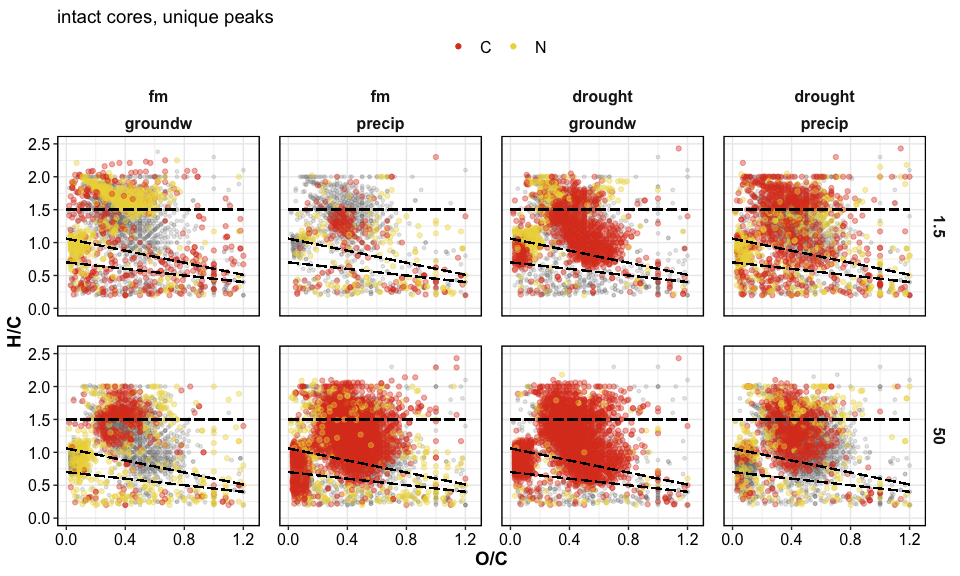 intact cores, unique peaks
C N
fm fm drought drought
groundw precip groundw precip
2.5
2.0
1.5
1.0
0.5
0.0
1.5
H/C
2.5
2.0
1.5
1.0
0.5
0.0
50
0.0 0.4 0.8 1.2 0.0 0.4 0.8 1.2 0.0 0.4 0.8 1.2 0.0 0.4 0.8 1.2
O/C